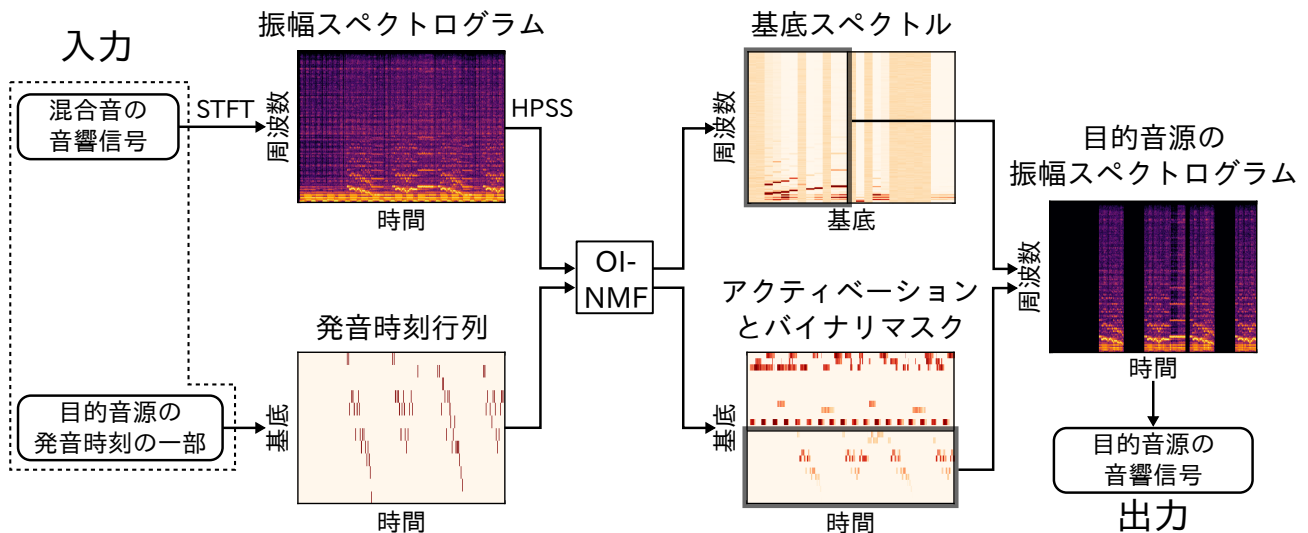 入力
混合音の
音響信号
STFT
振幅スペクトログラム
周波数
時間
HPSS
目的音源の
発音時刻の一部
発音時刻行列
基底
時間
OI-
NMF
基底スペクトル
周波数
基底
アクティベーション
とバイナリマスク
基底
時間
目的音源の
振幅スペクトログラム
周波数
時間
目的音源の
音響信号
出力